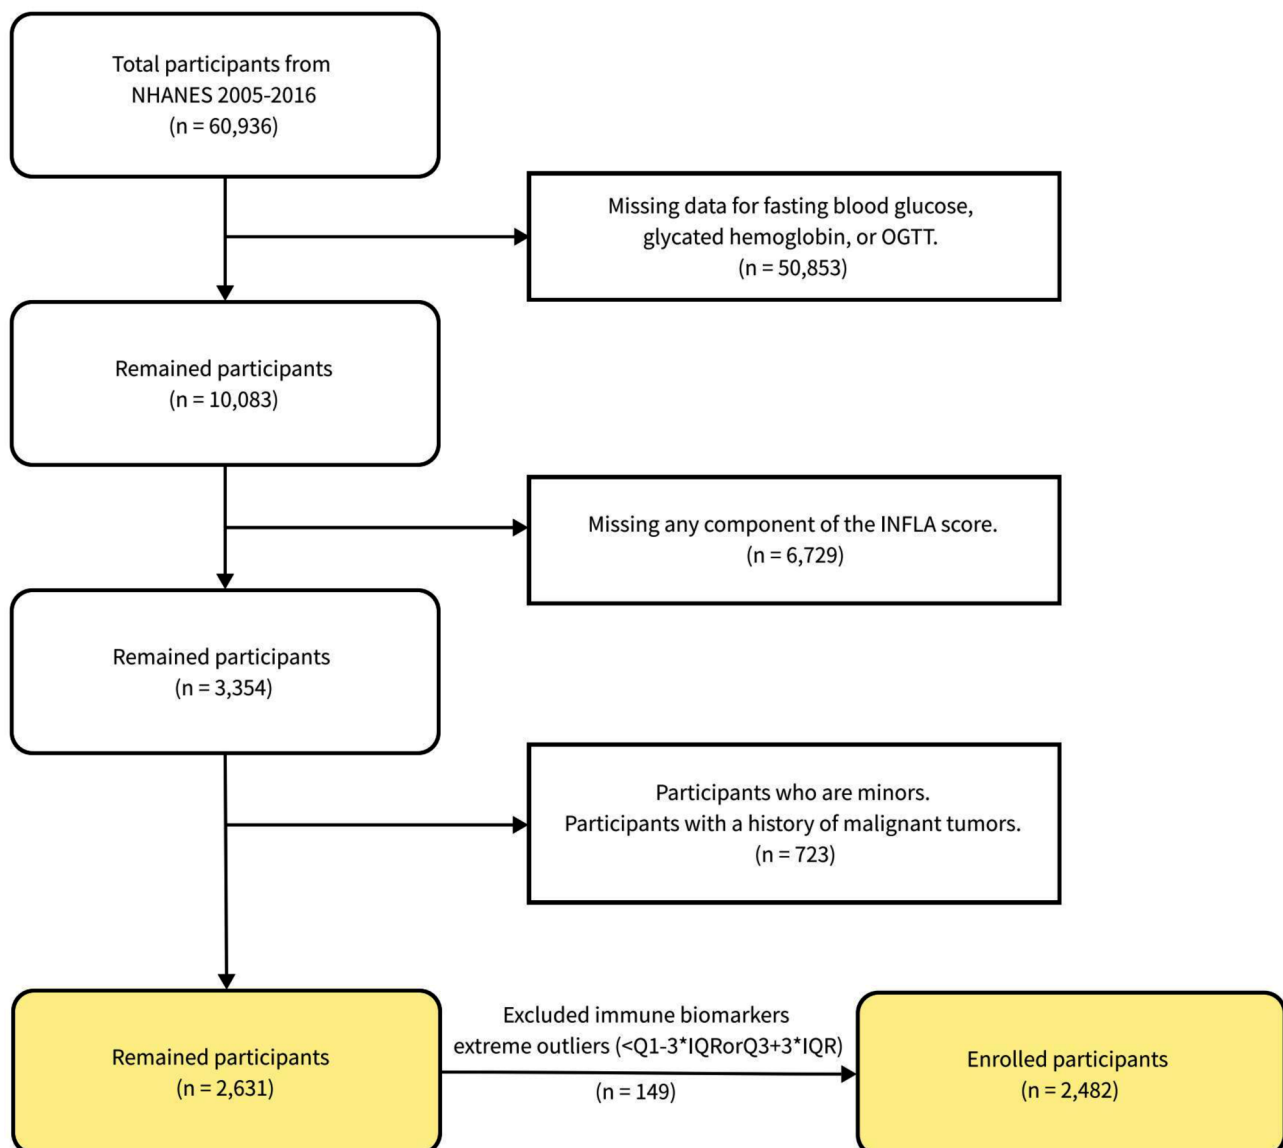 Total participants from
NHANES 2005-2016
(n = 60,936)
Missing data for fasting blood glucose,
glycated hemoglobin, or OGTT.
(n = 50,853)
Remained participants
(n = 10,083)
Missing any component of the INFLA score.
(n = 6,729)
Remained participants
(n = 3,354)
Participants who are minors.
Participants with a history of malignant tumors.
(n = 723)
Remained participants
(n = 2,631)
Excluded immune biomarkers
extreme outliers (<Q1-3*IQRorQ3+3*IQR)
(n = 149)
Enrolled participants
(n = 2,482)